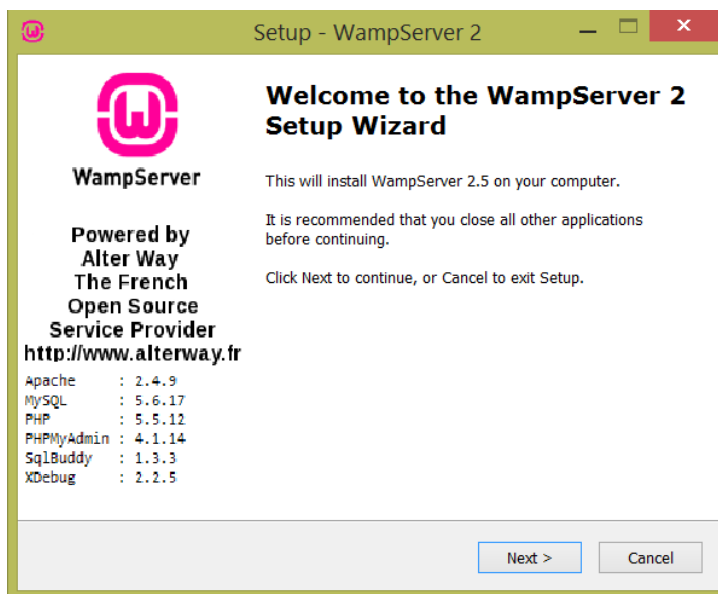 Setup - WampServer 2
WampServer
Powered by
Alter Way
The French
Open Source
Service Provider
http://www.alterway.fr
Apache : 2.4.9
MySQL : 5.6.17
PHP : 5.5.12
PHPMyAdmin : 4.1.14
SqlBuddy : 1.3.3
XDebug : 2.2.5
Welcome to the WampServer 2
Setup Wizard
This will install WampServer 2.5 on your computer.
It is recommended that you close all other applications
before continuing.
Click Next to continue, or Cancel to exit Setup.
Next >
Cancel